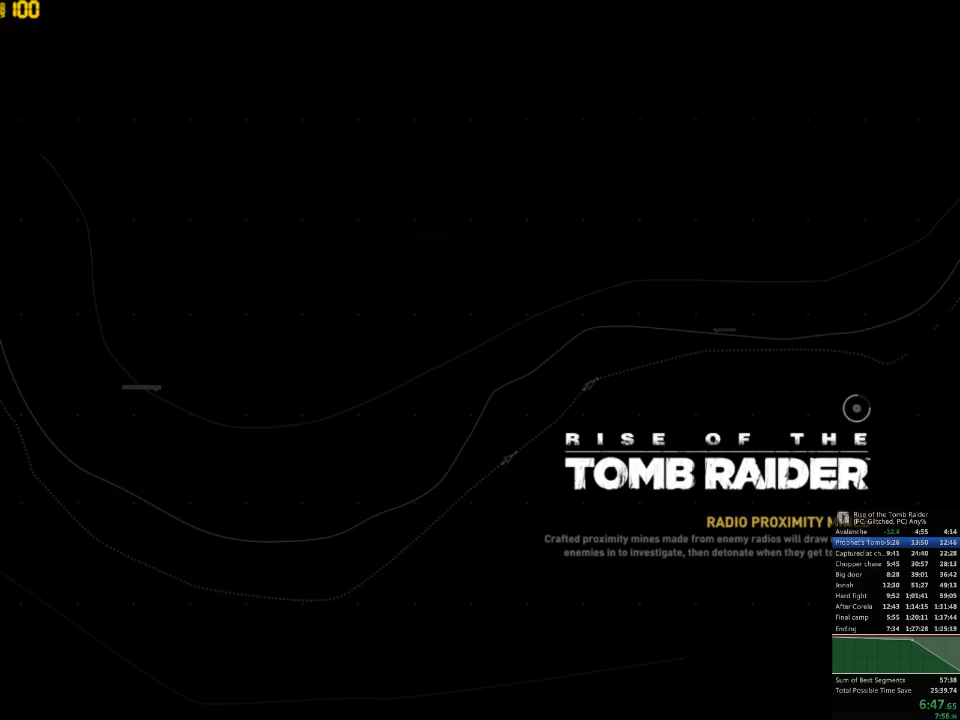 100
RISE OF THE
TOMB RAIDER
RADIO PROXIMITY
Crafted proximity mines made from enemy radios will draw
enemies in to investigate, then detonate when they get
Rise of the Tomb Raider
(PC, Glitched, PC) Any%
Avalanche -32.4 4:55 4:14
Prophet's Tomb 5:26 13:50 12:46
Captured at ch... 9:41 24:40 22:28
Chopper chase 5:45 30:57 28:13
Big door 8:28 39:01 36:42
Jonah 12:30 51:27 49:13
Hard fight 9:52 1:01:41 59:05
After Corela 12:43 1:14:15 1:11:48
Final camp 5:55 1:20:11 1:17:44
Ending 7:34 1:27:28 1:25:19
Sum of Best Segments 57:38
Total Possible Time Save 25:39.74
6:47.65